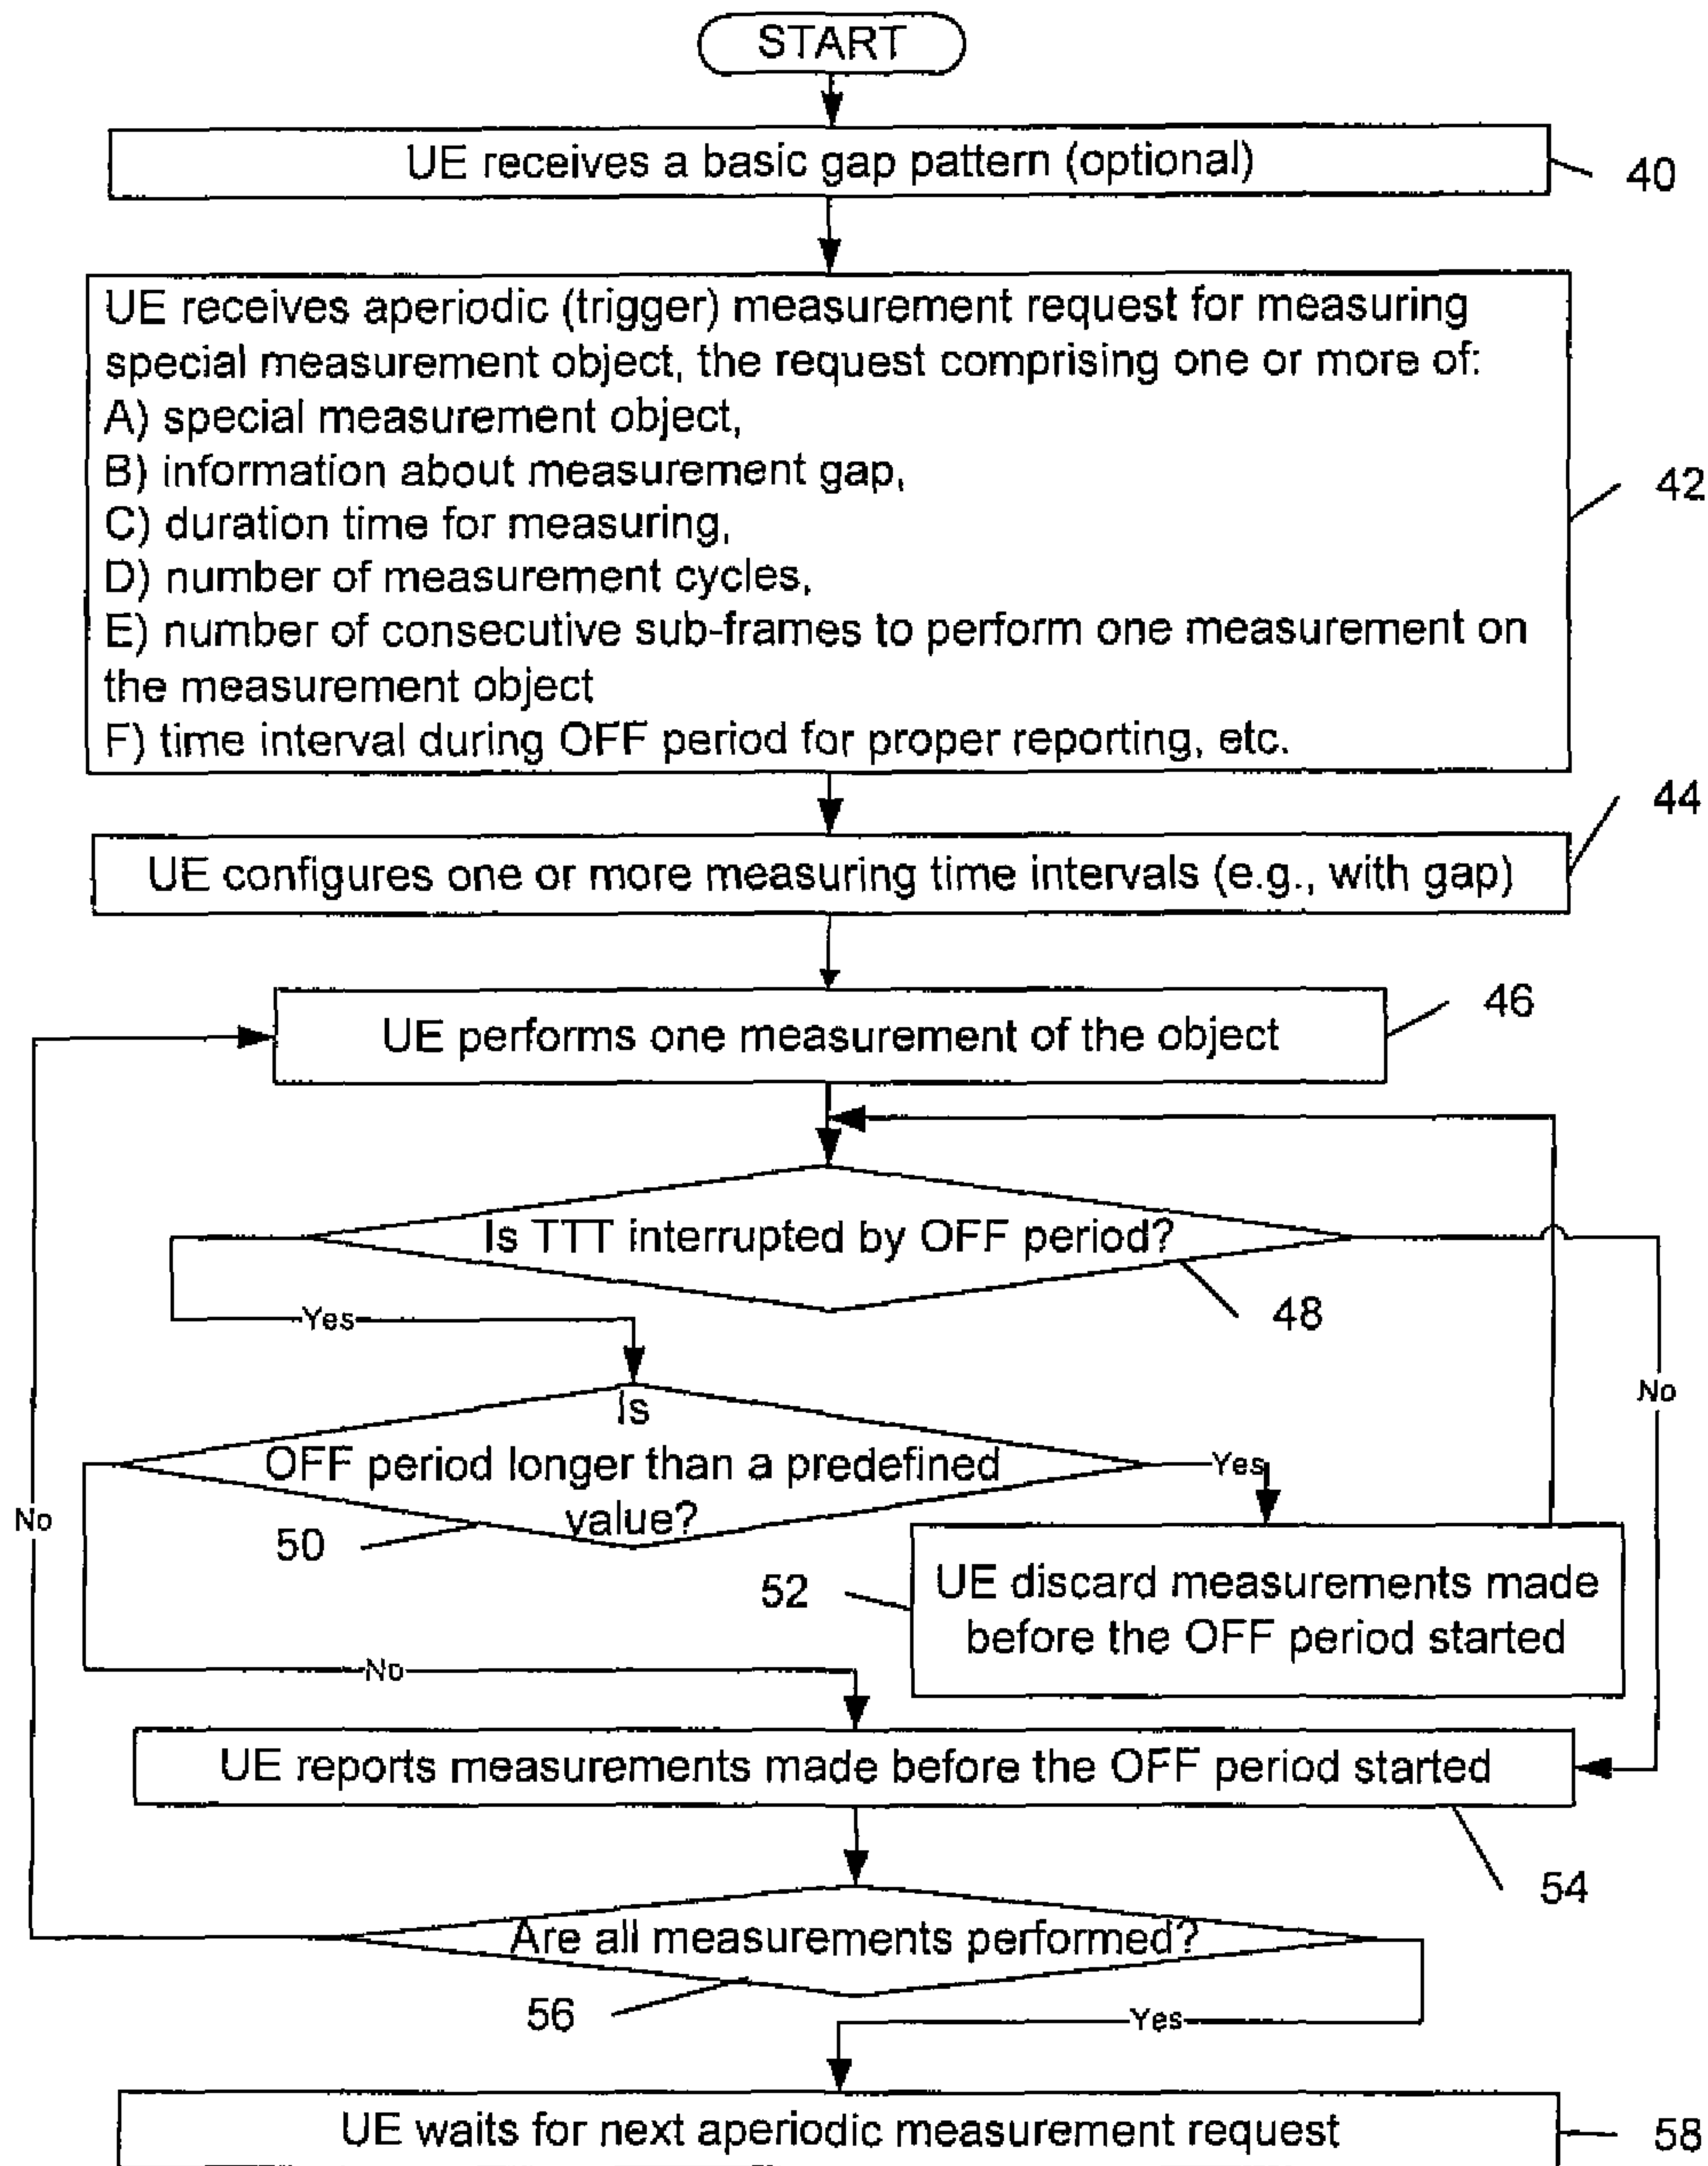 START
UE receives a basic gap pattern (optional)
40
UE receives aperiodic (trigger) measurement request for measuring
special measurement object, the request comprising one or more of:
A) special measurement object,
B) information about measurement gap,
C) duration time for measuring,
D) number of measurement cycles,
E) number of consecutive sub-frames to perform one measurement on
the measurement object
F) time interval during OFF period for proper reporting, etc.
42
44
UE configures one or more measuring time intervals (e.g., with gap)
46
UE performs one measurement of the object
Is TTT interrupted by OFF period?
48
Yes
No
Is
OFF period longer than a predefined
value?
Yes
No
50
52
UE discard measurements made
before the OFF period started
No
UE reports measurements made before the OFF period started
54
Are all measurements performed?
56
Yes
UE waits for next aperiodic measurement request
58